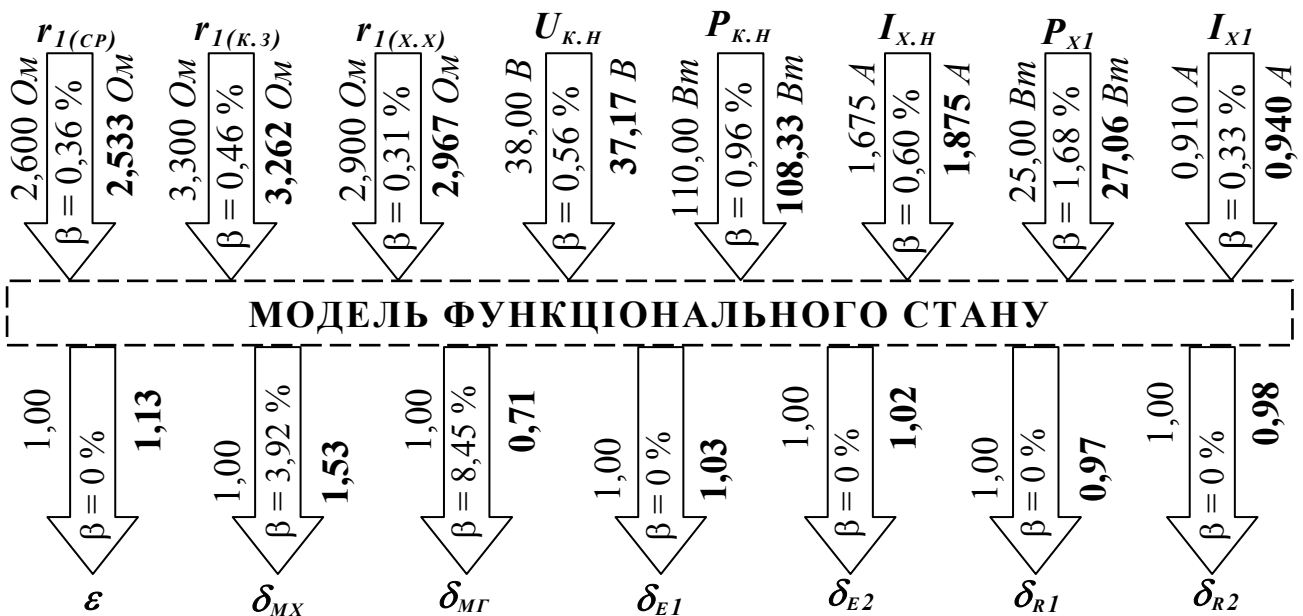 r1(СР) r1(К.З) r1(Х.Х) UК.Н PК.Н IХ.Н PХ1 IХ1
2,600 Ом
β = 0,36 %
2,533 Ом
3,300 Ом
β = 0,46 %
3,262 Ом
2,900 Ом
β = 0,31 %
2,967 Ом
38,00 В
β = 0,56 %
37,17 В
110,00 Вт
β = 0,96 %
108,33 Вт
1,675 А
β = 0,60 %
1,875 А
25,00 Вт
β = 1,68 %
27,06 Вт
0,910 А
β = 0,33 %
0,940 А
МОДЕЛЬ ФУНКЦІОНАЛЬНОГО СТАНУ
1,00
β = 0 %
1,13
1,00
β = 3,92 %
1,53
1,00
β = 8,45 %
0,71
1,00
β = 0 %
1,03
1,00
β = 0 %
1,02
1,00
β = 0 %
0,97
1,00
β = 0 %
0,98
ε δМХ δМГ δЕ1 δЕ2 δR1 δR2